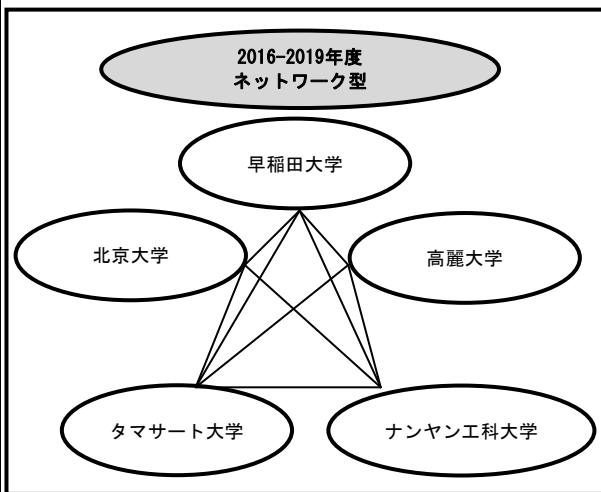 2016-2019年度
ネットワーク型
早稲田大学
北京大学
高麗大学
タマサート大学
ナンヤン工科大学